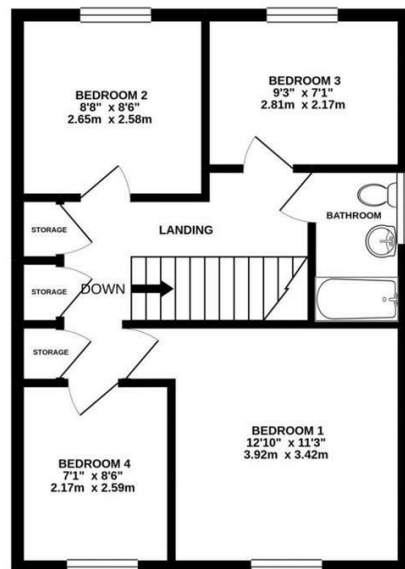 BEDROOM 2
8'8" x 8'6"
2.65m x 2.58m
BEDROOM 3
9'3" x 7'1"
2.81m x 2.17m
BATHROOM
STORAGE
LANDING
STORAGE
DOWN
STORAGE
BEDROOM 1
12'10" x 11'3"
3.92m x 3.42m
BEDROOM 4
7'1" x 8'6"
2.17m x 2.59m